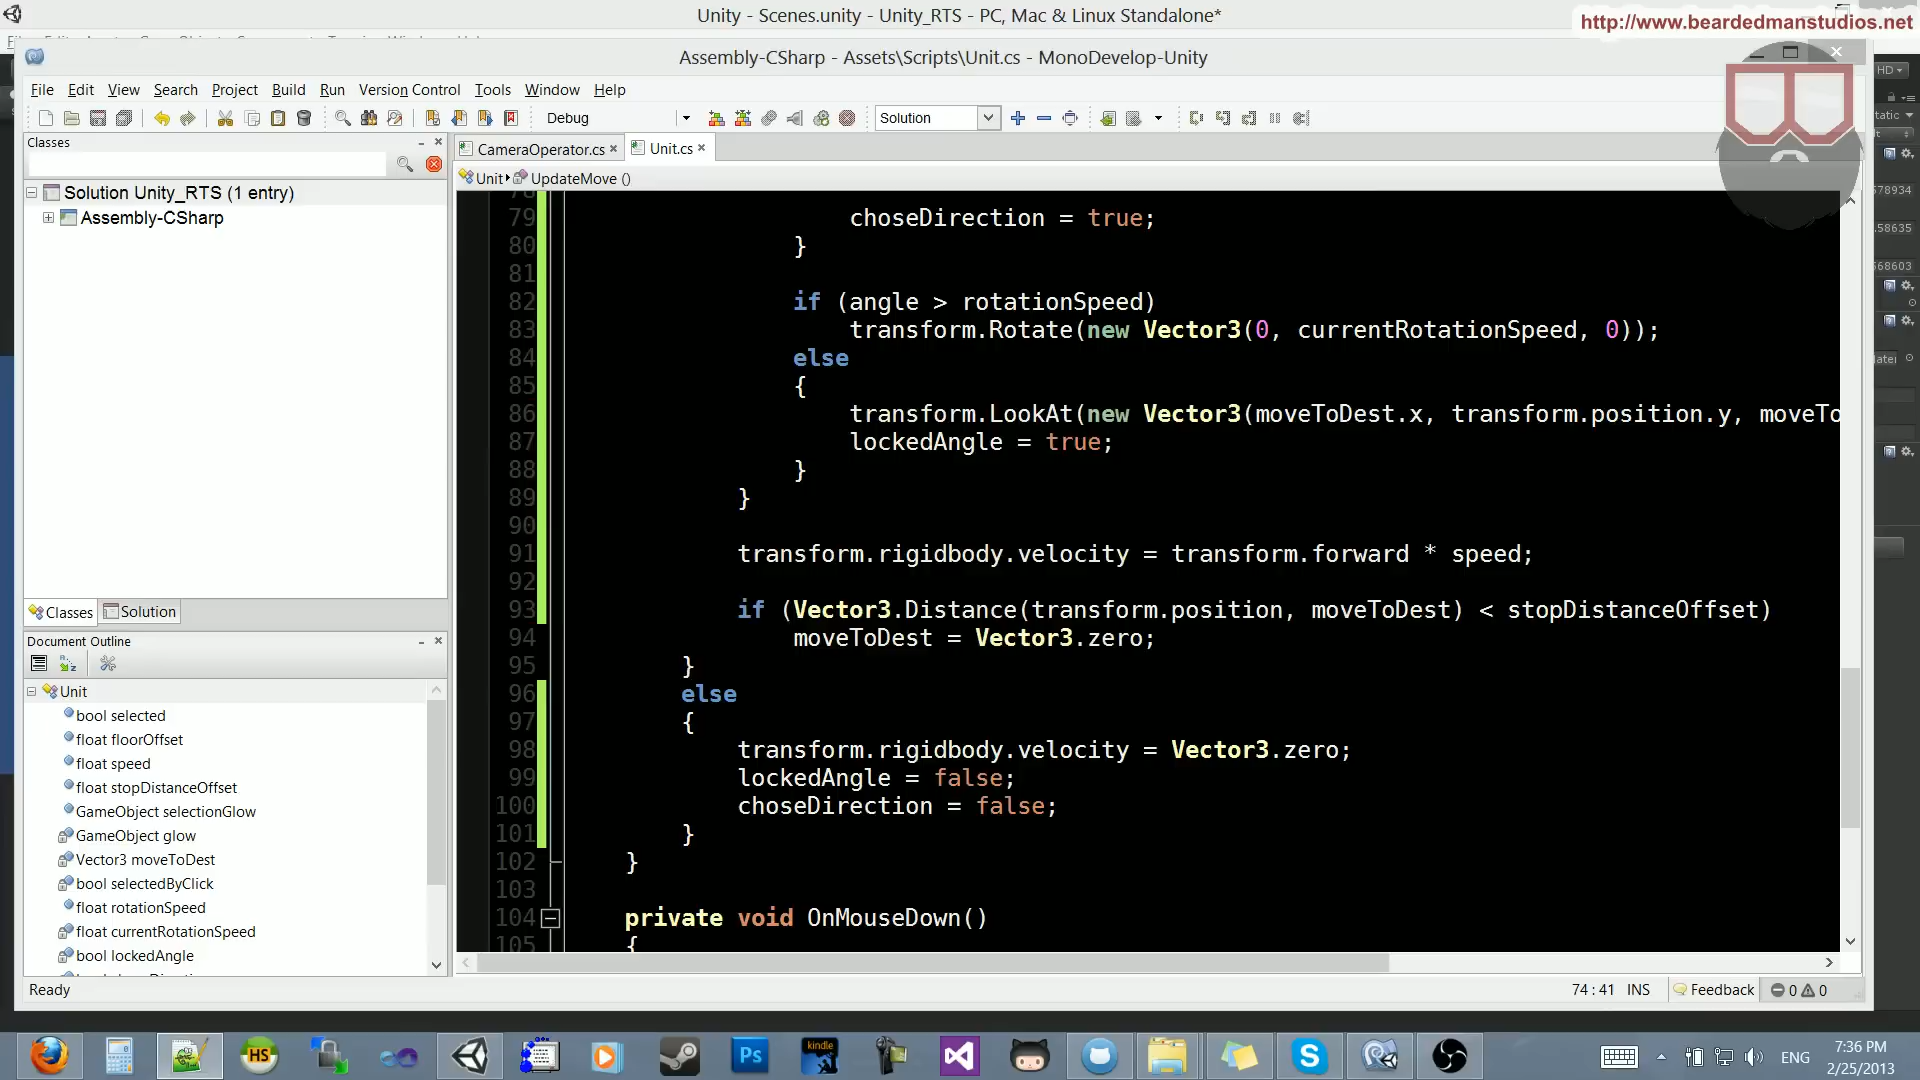 Unity - Scenes.unity - Unity_RTS - PC, Mac & Linux Standalone*
http://www.beardedmanstudios.net
Assembly-CSharp - Assets\Scripts\Unit.cs - MonoDevelop-Unity
HD
File Edit View Search Project Build Run Version Control Tools Window Help
Debug
Solution
Classes
CameraOperator.cs
Unit.cs
Unit
UpdateMove ()
Solution Unity_RTS (1 entry)
Assembly-CSharp
79 choseDirection = true;
80 }
81
82 if (angle > rotationSpeed)
83 transform.Rotate(new Vector3(0, currentRotationSpeed, 0));
84 else
85 {
86 transform.LookAt(new Vector3(moveToDest.x, transform.position.y, moveTo
87 lockedAngle = true;
88 }
89 }
90
91 transform.rigidbody.velocity = transform.forward * speed;
92
93 if (Vector3.Distance(transform.position, moveToDest) < stopDistanceOffset)
94 moveToDest = Vector3.zero;
95 }
96 else
97 {
98 transform.rigidbody.velocity = Vector3.zero;
99 lockedAngle = false;
100 choseDirection = false;
101 }
102 }
103
104 private void OnMouseDown()
105 {
Classes
Solution
Document Outline
Unit
bool selected
float floorOffset
float speed
float stopDistanceOffset
GameObject selectionGlow
GameObject glow
Vector3 moveToDest
bool selectedByClick
float rotationSpeed
float currentRotationSpeed
bool lockedAngle
Ready
74 : 41 INS
Feedback
0 0
578934
.58635
568603
HS
Ps
kindle
ENG
7:36 PM
2/25/2013